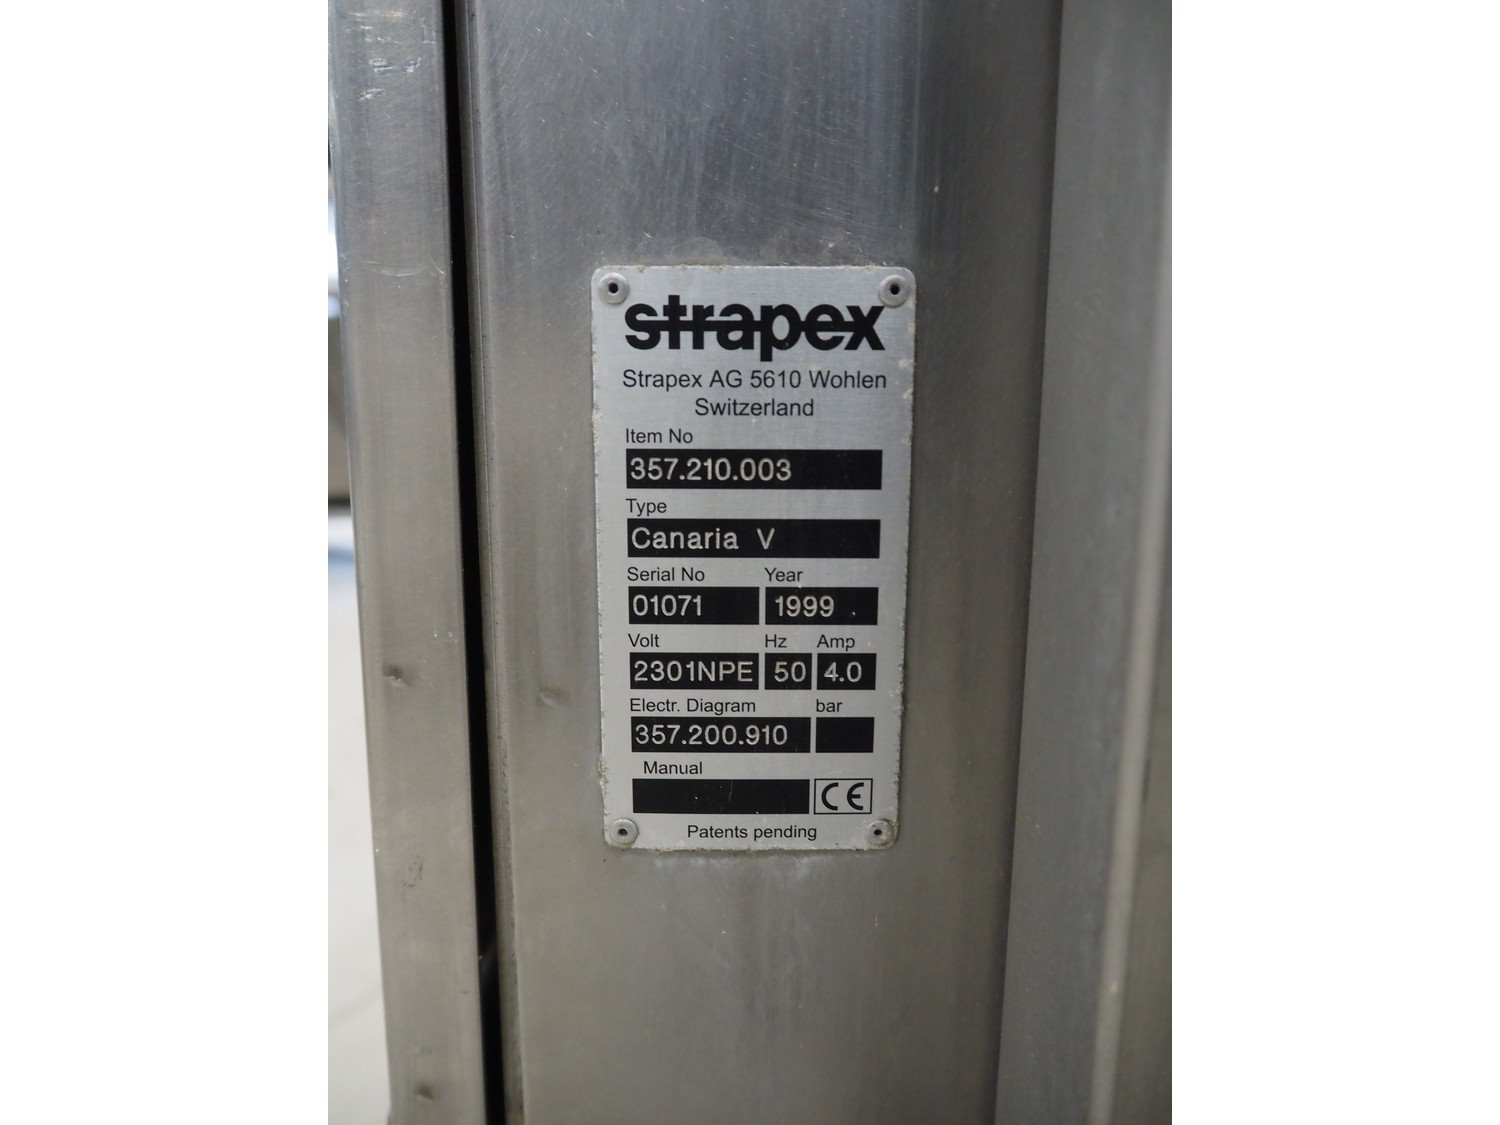 strapex
Strapex AG 5610 Wohlen
Switzerland
Item No
357.210.003
Type
Canaria V
Serial No Year
01071 1999 .
Volt Hz Amp
2301NPE 50 4.0
Electr. Diagram bar
357.200.910
Manual
CE
Patents pending